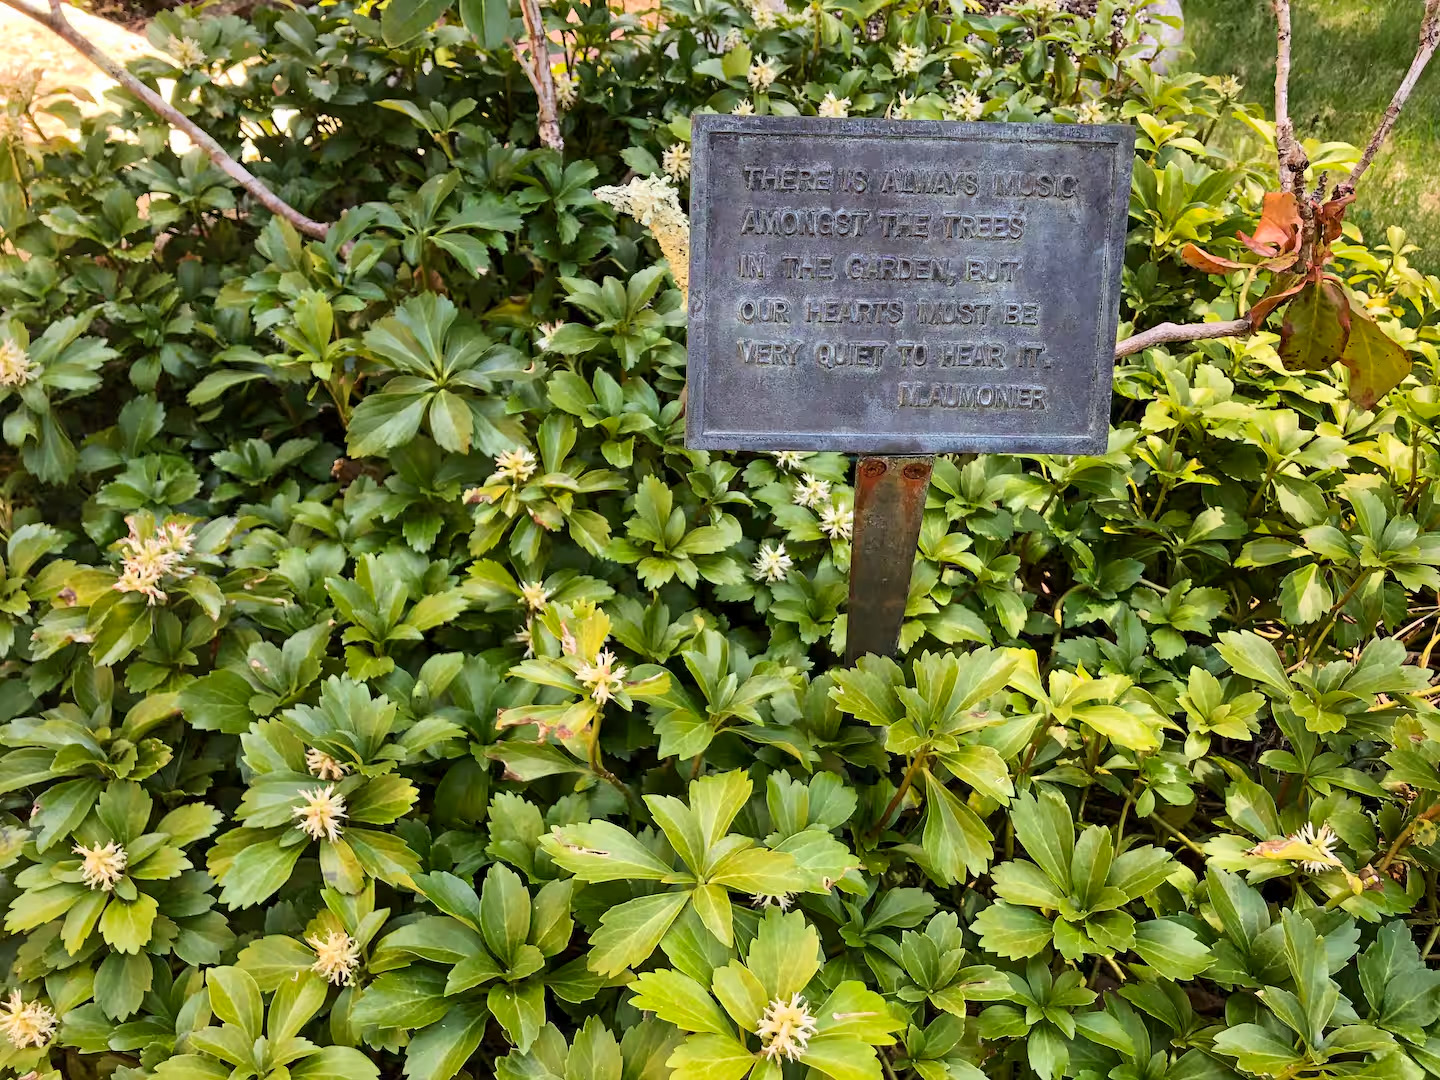 THERE IS ALWAYS MUSIC
AMONGST THE TREES
IN THE GARDEN, BUT
OUR HEARTS MUST BE
VERY QUIET TO HEAR IT.
M.AUMONIER